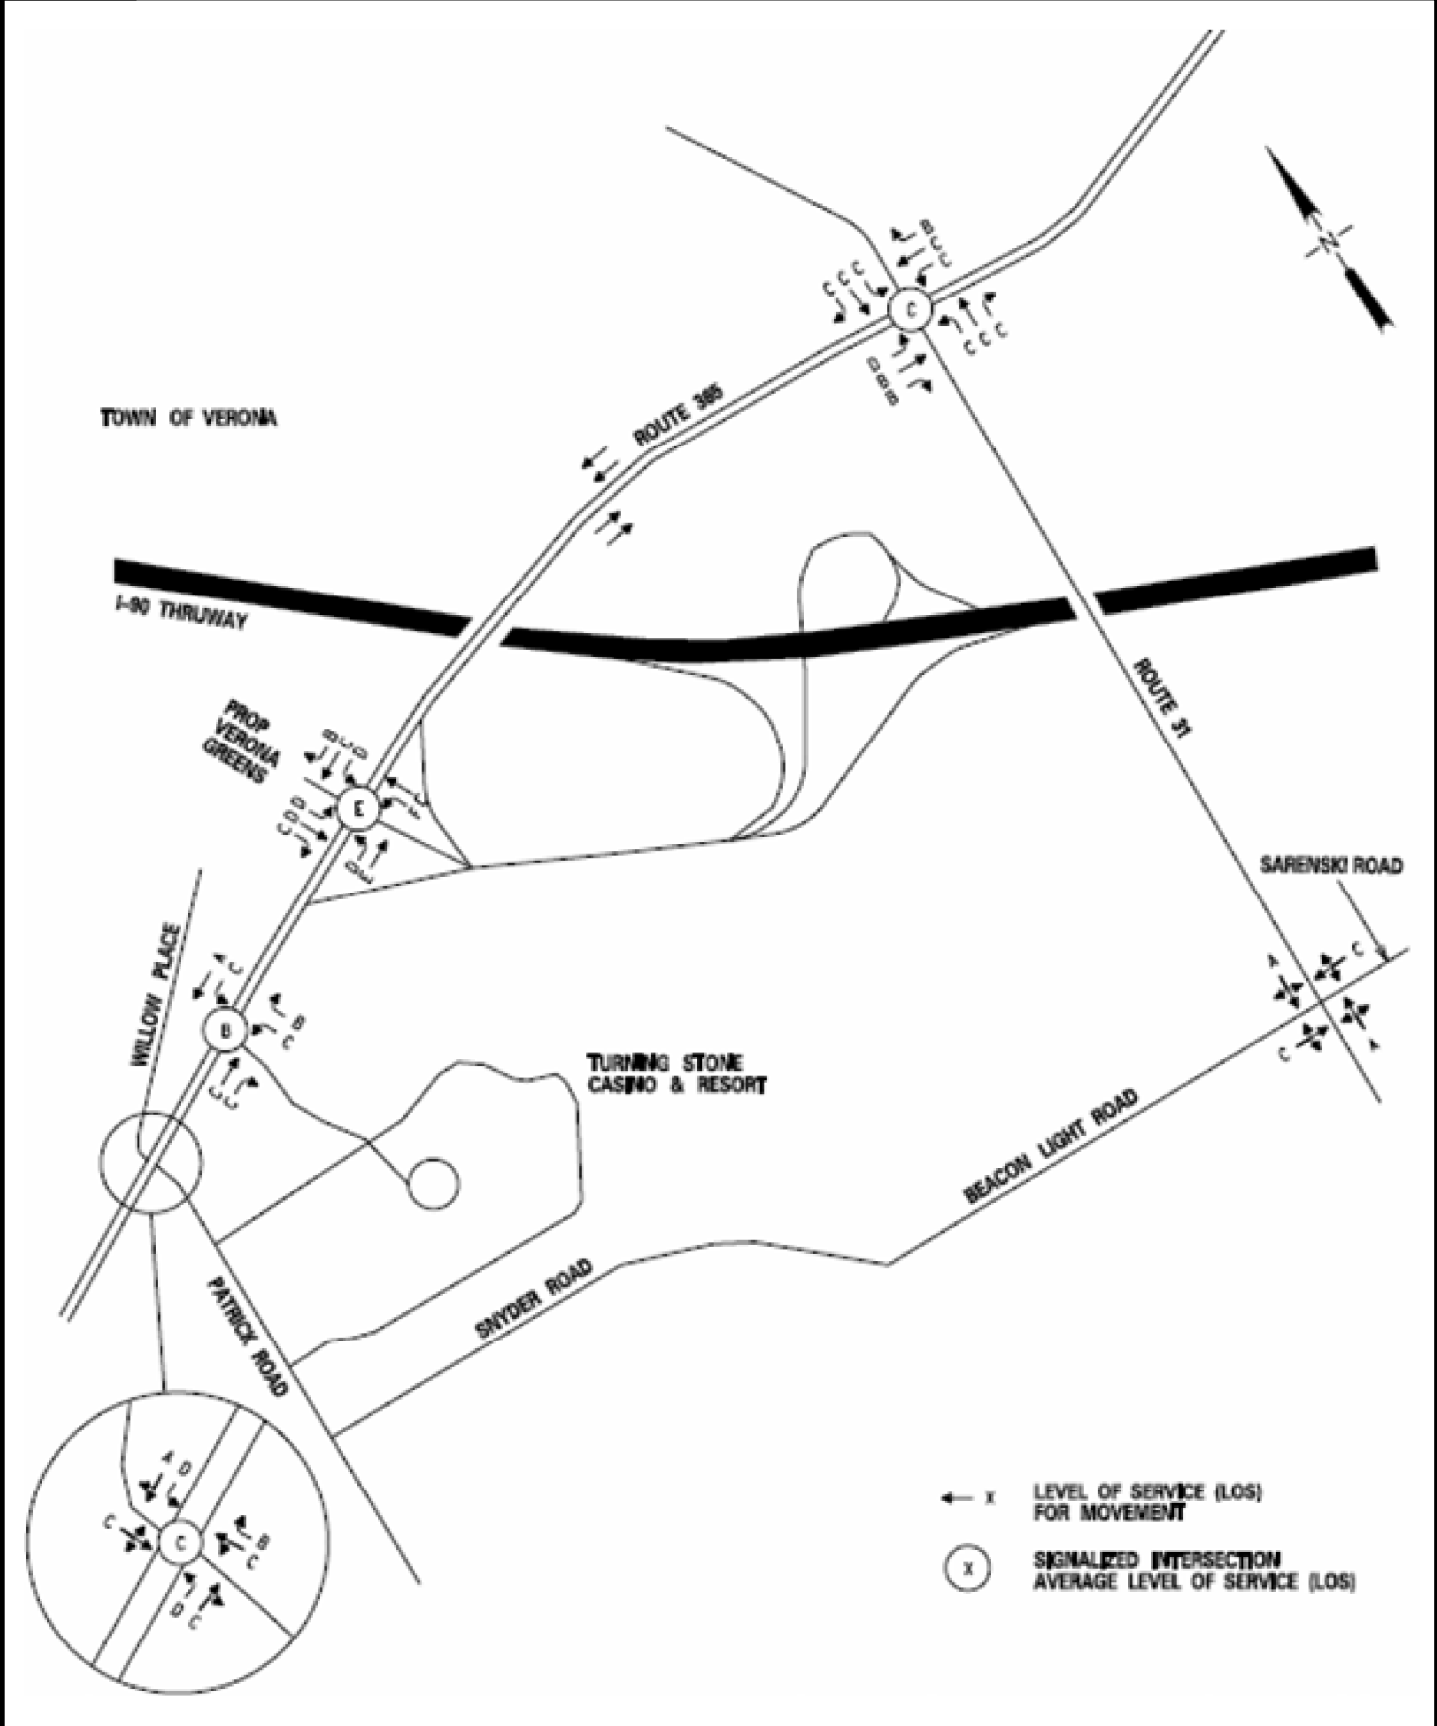 N
C
B C C
C C C
C C C
D B B
ROUTE 365
TOWN OF VERONA
I-90 THRUWAY
ROUTE 31
PROP
VERONA
GREENS
B C D
E
D D C
SARENSKI ROAD
WILLOW PLACE
A C
B
B
C
C C
A
C
C
A
TURNING STONE
CASINO & RESORT
BEACON LIGHT ROAD
SNYDER ROAD
PATRICK ROAD
A D
C
C
B
C
D C
X LEVEL OF SERVICE (LOS)
FOR MOVEMENT
X SIGNALIZED INTERSECTION
AVERAGE LEVEL OF SERVICE (LOS)